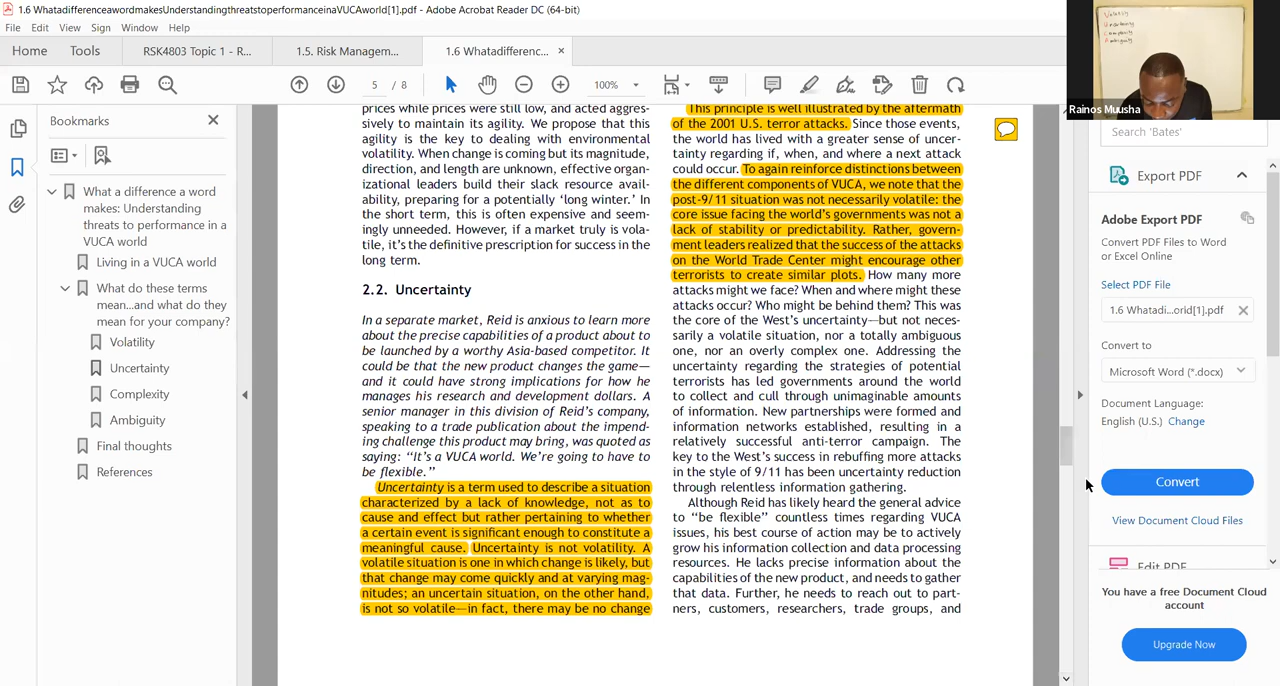 1.6 WhatadifferenceawordmakesUnderstandingthreatstoperformanceinaVUCAworld[1].pdf - Adobe Acrobat Reader DC (64-bit)
File Edit View Sign Window Help
Home Tools RSK4803 Topic 1 - R... 1.5. Risk Managem... 1.6 Whatadifferenc... ×
5 / 8 100%
Bookmarks
What a difference a word
makes: Understanding
threats to performance in a
VUCA world
Living in a VUCA world
What do these terms
mean...and what do they
mean for your company?
Volatility
Uncertainty
Complexity
Ambiguity
Final thoughts
References
prices while prices were still low, and acted aggres-
sively to maintain its agility. We propose that this
agility is the key to dealing with environmental
volatility. When change is coming but its magnitude,
direction, and length are unknown, effective organ-
izational leaders build their slack resource avail-
ability, preparing for a potentially ‘long winter.’ In
the short term, this is often expensive and seem-
ingly unneeded. However, if a market truly is vola-
tile, it’s the definitive prescription for success in the
long term.
2.2. Uncertainty
In a separate market, Reid is anxious to learn more
about the precise capabilities of a product about to
be launched by a worthy Asia-based competitor. It
could be that the new product changes the game—
and it could have strong implications for how he
manages his research and development dollars. A
senior manager in this division of Reid’s company,
speaking to a trade publication about the impend-
ing challenge this product may bring, was quoted as
saying: “It’s a VUCA world. We’re going to have to
be flexible.”
Uncertainty is a term used to describe a situation
characterized by a lack of knowledge, not as to
cause and effect but rather pertaining to whether
a certain event is significant enough to constitute a
meaningful cause. Uncertainty is not volatility. A
volatile situation is one in which change is likely, but
that change may come quickly and at varying mag-
nitudes; an uncertain situation, on the other hand,
is not so volatile—in fact, there may be no change
This principle is well illustrated by the aftermath
of the 2001 U.S. terror attacks. Since those events,
the world has lived with a greater sense of uncer-
tainty regarding if, when, and where a next attack
could occur. To again reinforce distinctions between
the different components of VUCA, we note that the
post-9/11 situation was not necessarily volatile: the
core issue facing the world’s governments was not a
lack of stability or predictability. Rather, govern-
ment leaders realized that the success of the attacks
on the World Trade Center might encourage other
terrorists to create similar plots. How many more
attacks might we face? When and where might these
attacks occur? Who might be behind them? This was
the core of the West’s uncertainty—but not neces-
sarily a volatile situation, nor a totally ambiguous
one, nor an overly complex one. Addressing the
uncertainty regarding the strategies of potential
terrorists has led governments around the world
to collect and cull through unimaginable amounts
of information. New partnerships were formed and
information networks established, resulting in a
relatively successful anti-terror campaign. The
key to the West’s success in rebuffing more attacks
in the style of 9/11 has been uncertainty reduction
through relentless information gathering.
Although Reid has likely heard the general advice
to “be flexible” countless times regarding VUCA
issues, his best course of action may be to actively
grow his information collection and data processing
resources. He lacks precise information about the
capabilities of the new product, and needs to gather
that data. Further, he needs to reach out to part-
ners, customers, researchers, trade groups, and
Volatility
Uncertainty
Complexity
Ambiguity
Rainos Muusha
Search 'Bates'
Export PDF
Adobe Export PDF
Convert PDF Files to Word
or Excel Online
Select PDF File
1.6 Whatadi...orid[1].pdf
Convert to
Microsoft Word (*.docx)
Document Language:
English (U.S.) Change
Convert
View Document Cloud Files
Edit PDF
You have a free Document Cloud
account
Upgrade Now